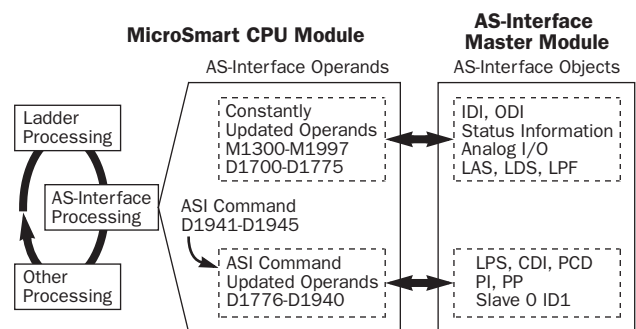 MicroSmart CPU Module
AS-Interface
Master Module
AS-Interface Operands
AS-Interface Objects
Ladder
Processing
AS-Interface
Processing
Other
Processing
Constantly
Updated Operands
M1300-M1997
D1700-D1775
IDI, ODI
Status Information
Analog I/O
LAS, LDS, LPF
ASI Command
D1941-D1945
ASI Command
Updated Operands
D1776-D1940
LPS, CDI, PCD
PI, PP
Slave 0 ID1